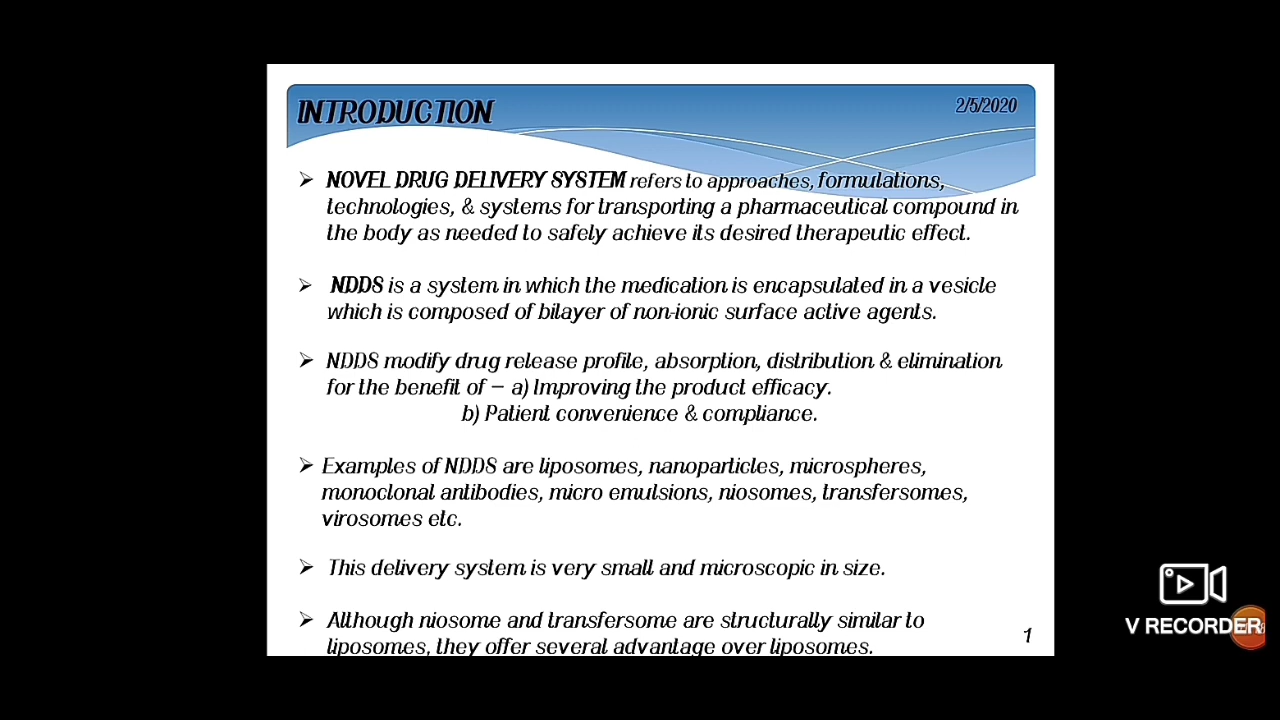 INTRODUCTION
2/5/2020
➢ NOVEL DRUG DELIVERY SYSTEM refers to approaches, formulations,
technologies, & systems for transporting a pharmaceutical compound in
the body as needed to safely achieve its desired therapeutic effect.
➢ NDDS is a system in which the medication is encapsulated in a vesicle
which is composed of bilayer of non-ionic surface active agents.
➢ NDDS modify drug release profile, absorption, distribution & elimination
for the benefit of – a) Improving the product efficacy.
b) Patient convenience & compliance.
➢ Examples of NDDS are liposomes, nanoparticles, microspheres,
monoclonal antibodies, micro emulsions, niosomes, transfersomes,
virosomes etc.
➢ This delivery system is very small and microscopic in size.
➢ Although niosome and transfersome are structurally similar to
liposomes, they offer several advantage over liposomes.
1
V RECORDER